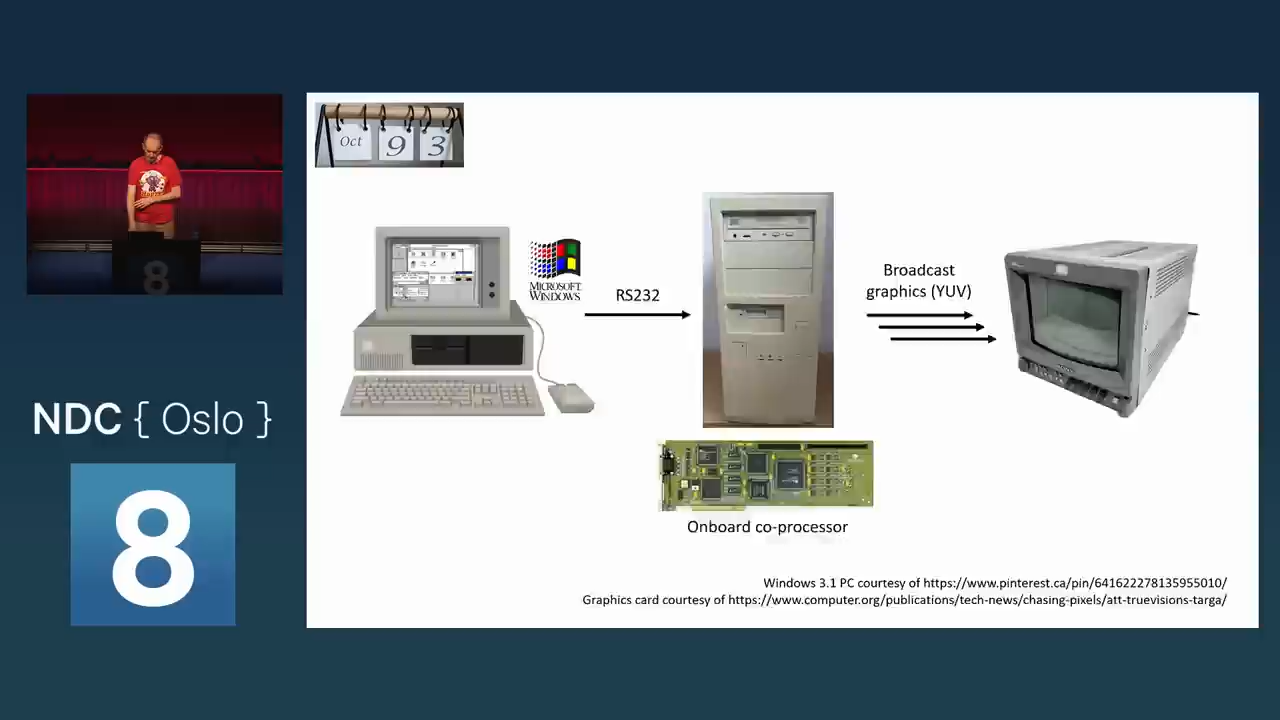 Oct 9 3
MICROSOFT
WINDOWS
RS232
Broadcast
graphics (YUV)
Onboard co-processor
NDC { Oslo }
8
8
Windows 3.1 PC courtesy of https://www.pinterest.ca/pin/641622278135955010/
Graphics card courtesy of https://www.computer.org/publications/tech-news/chasing-pixels/att-truevisions-targa/